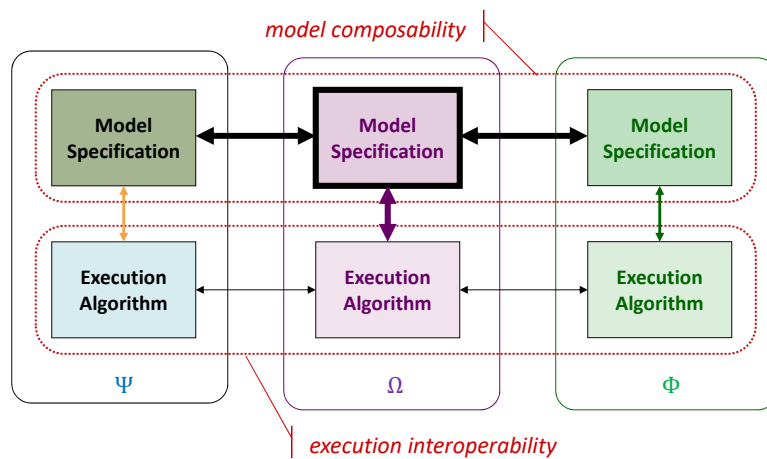 model composability
Model
Specification
Model
Specification
Model
Specification
Execution
Algorithm
Execution
Algorithm
Execution
Algorithm
Ψ
Ω
Φ
execution interoperability